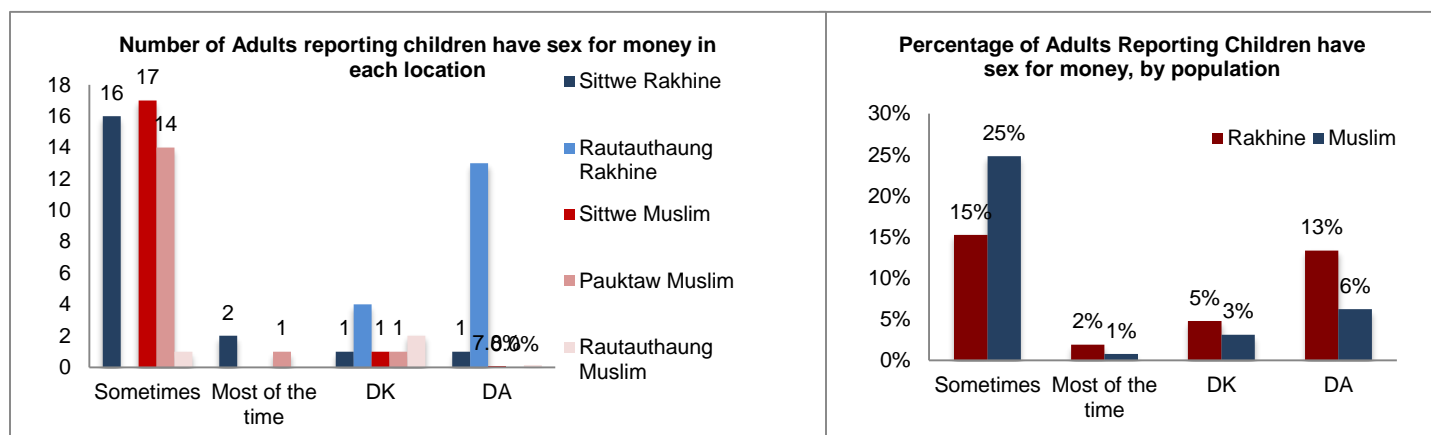 Number of Adults reporting children have sex for money in
each location
18
16
14
12
10
8
6
4
2
0
16
17
14
2
1
1
1
1
1
Sometimes
Most of the
time
DK
DA
Sittwe Rakhine
Rautauthaung
Rakhine
Sittwe Muslim
Pauktaw Muslim
Rautauthaung
Muslim
Percentage of Adults Reporting Children have
sex for money, by population
30%
25%
20%
15%
10%
5%
0%
Rakhine
Muslim
15%
25%
2%
1%
5%
3%
13%
6%
Sometimes
Most of the
time
DK
DA